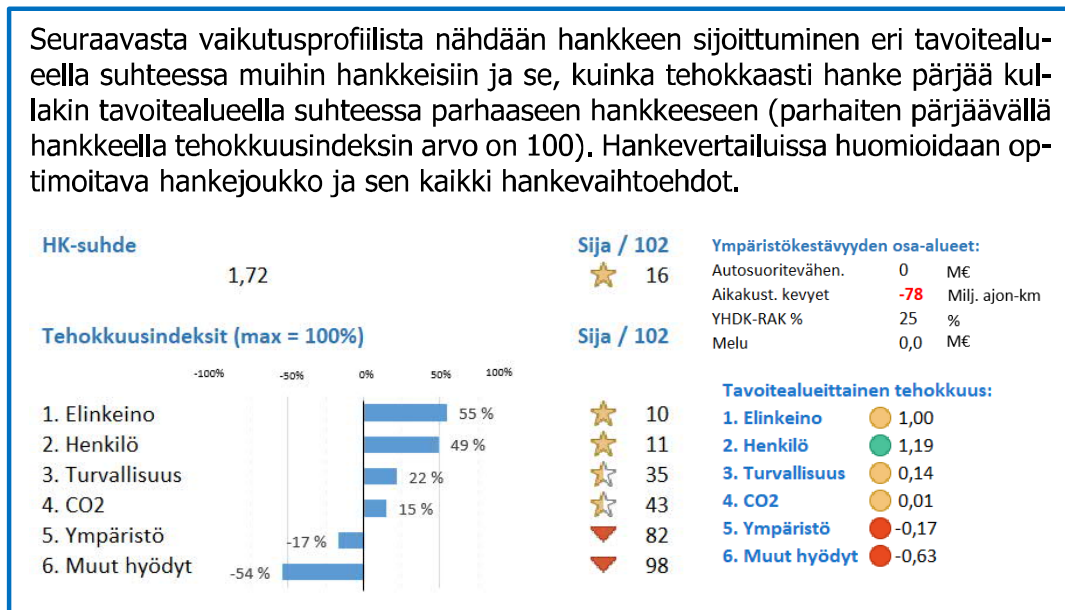 Seuraavasta vaikutusprofiilista nähdään hankkeen sijoittuminen eri tavoitealu-
eella suhteessa muihin hankkeisiin ja se, kuinka tehokkaasti hanke pärjää kul-
lakin tavoitealueella suhteessa parhaaseen hankkeeseen (parhaiten pärjäävällä
hankkeella tehokkuusindeksin arvo on 100). Hankevertailuissa huomioidaan op-
timoitava hankejoukko ja sen kaikki hankevaihtoehdot.
HK-suhde Sija / 102
1,72 16
Tehokkuusindeksit (max = 100%) Sija / 102
-100% -50% 0% 50% 100%
1. Elinkeino 55 % 10
2. Henkilö 49 % 11
3. Turvallisuus 22 % 35
4. CO2 15 % 43
5. Ympäristö -17 % 82
6. Muut hyödyt -54 % 98
Ympäristökestävyyden osa-alueet:
Autosuoritevähen. 0 M€
Aikakust. kevyet -78 Milj. ajon-km
YHDK-RAK % 25 %
Melu 0,0 M€
Tavoitealueittainen tehokkuus:
1. Elinkeino 1,00
2. Henkilö 1,19
3. Turvallisuus 0,14
4. CO2 0,01
5. Ympäristö -0,17
6. Muut hyödyt -0,63